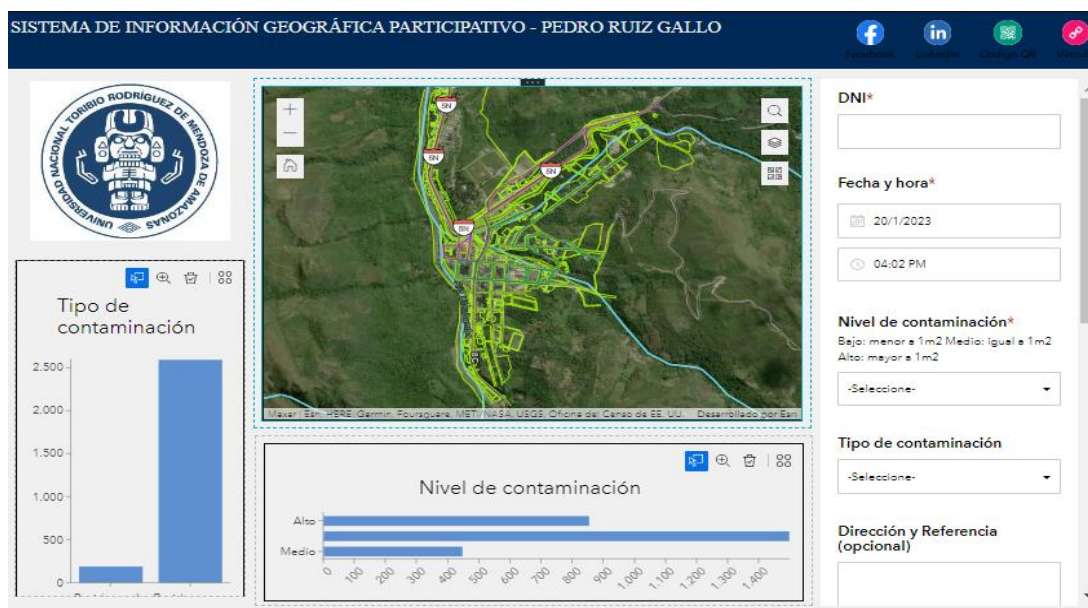 SISTEMA DE INFORMACIÓN GEOGRÁFICA PARTICIPATIVO - PEDRO RUIZ GALLO
Facebook
Linkedin
Código QR
UNIVERSIDAD NACIONAL TORIBIO RODRÍGUEZ DE MENDOZA DE AMAZONAS
5N
5N
5N
5N
8C
Maxar | Esri, HERE, Garmin, Foursquare, MET/NASA, USGS, Oficina del Censo de EE. UU. Desarrollado por Esri
Tipo de
contaminación
2.500
2.000
1.500
1.000
500
0
Nivel de contaminación
Alto
Medio
0 100 200 300 400 500 600 700 800 900 1.000 1.100 1.200 1.300 1.400
DNI*
Fecha y hora*
20/1/2023
04:02 PM
Nivel de contaminación*
Bajo: menor a 1m2 Medio: igual a 1m2
Alto: mayor a 1m2
-Seleccione-
Tipo de contaminación
-Seleccione-
Dirección y Referencia
(opcional)